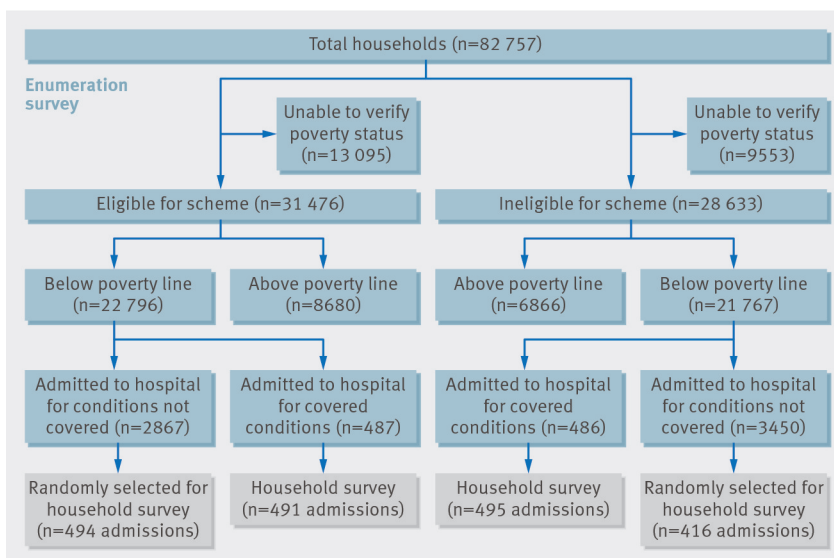 Total households (n=82 757)
Enumeration
survey
Unable to verify
poverty status
(n=13 095)
Unable to verify
poverty status
(n=9553)
Eligible for scheme (n=31 476)
Ineligible for scheme (n=28 633)
Below poverty line
(n=22 796)
Above poverty line
(n=8680)
Above poverty line
(n=6866)
Below poverty line
(n=21 767)
Admitted to hospital
for conditions not
covered (n=2867)
Admitted to hospital
for covered
conditions (n=487)
Admitted to hospital
for covered
conditions (n=486)
Admitted to hospital
for conditions not
covered (n=3450)
Randomly selected for
household survey
(n=494 admissions)
Household survey
(n=491 admissions)
Household survey
(n=495 admissions)
Randomly selected for
household survey
(n=416 admissions)